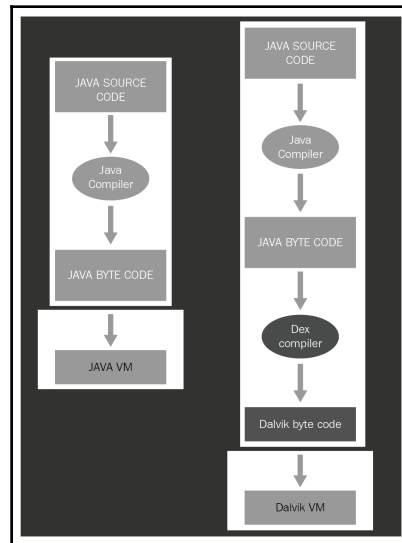 JAVA SOURCE
CODE
Java
Compiler
JAVA BYTE CODE
JAVA VM
JAVA SOURCE
CODE
Java
Compiler
JAVA BYTE CODE
Dex
compiler
Dalvik byte code
Dalvik VM